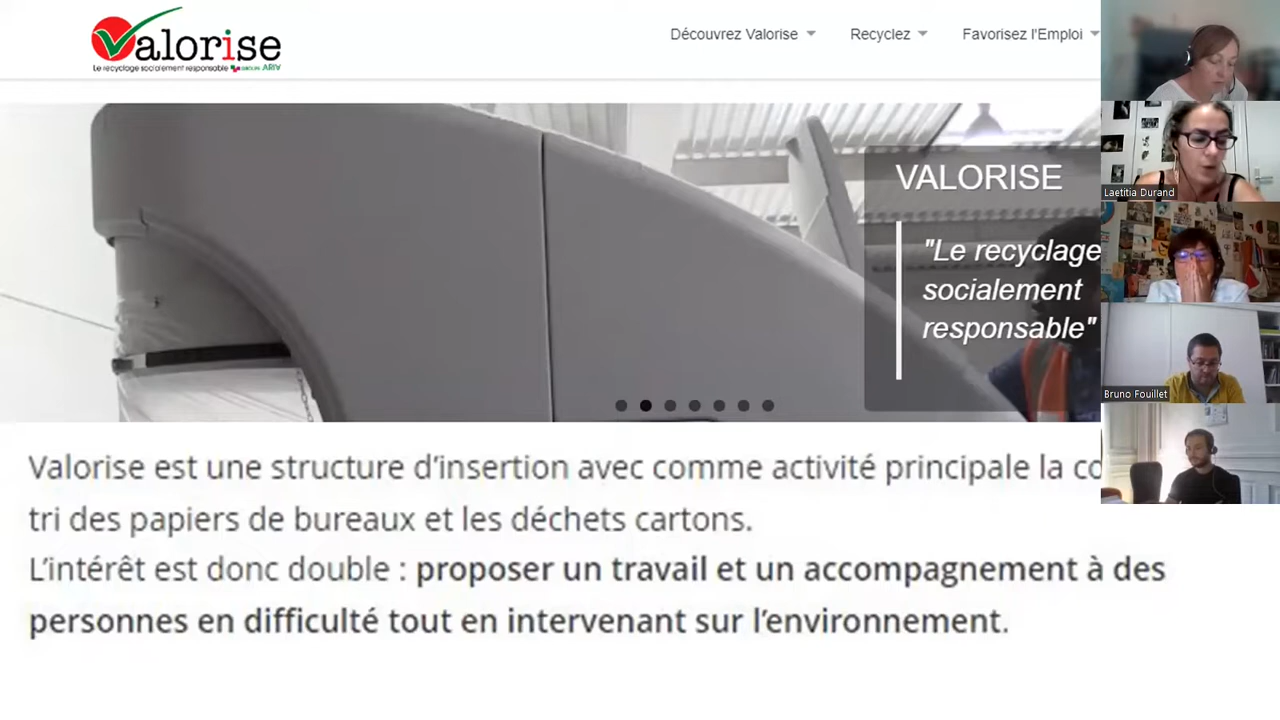 Valorise
Le recyclage socialement responsable GROUPE ARIA
Découvrez Valorise
Recyclez
Favorisez l'Emploi
VALORISE
"Le recyclage
socialement
responsable"
Laetitia Durand
Bruno Fouillet
Valorise est une structure d’insertion avec comme activité principale la co
tri des papiers de bureaux et les déchets cartons.
L’intérêt est donc double : proposer un travail et un accompagnement à des
personnes en difficulté tout en intervenant sur l’environnement.